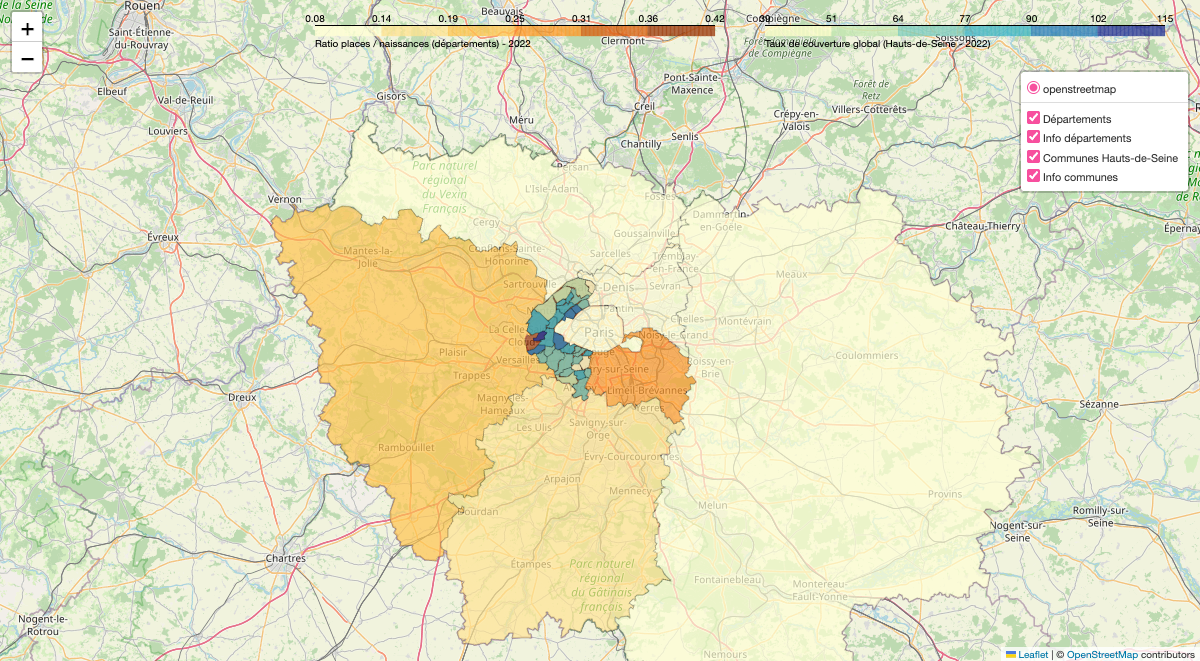 de la Seine
Rouen
Saint-Étienne-
du-Rouvray
Elbeuf
Val-de-Reuil
Louviers
Gisors
Beauvais
0.08 0.14 0.19 0.25 0.31 0.36 0.42
Ratio places / naissances (départements) - 2022
Clermont
Compiègne
39 51 64 77 90 102 115
Taux de couverture global (Hauts-de-Seine - 2022)
Forêt domaniale
de Compiègne
Soissons
+
−
openstreetmap
Départements
Info départements
Communes Hauts-de-Seine
Info communes
Pont-Sainte-
Maxence
Creil
Senlis
Chantilly
Méru
Crépy-en-
Valois
Forêt de
Retz
Villers-Cotterêts
Parc naturel
régional
du Vexin
Français
Persan
L'Isle-Adam
Fosses
Vernon
Cergy
Goussainville
Dammartin-
en-Goële
Château-Thierry
Épernay
Évreux
Mantes-la-
Jolie
Conflans-Sainte-
Honorine
Sarcelles
Tremblay-
en-France
Sartrouville
Denis
Sevran
Meaux
Pantin
Chelles
Montévrain
La Celle
Paris
Noisy-le-Grand
Coulommiers
Plaisir
Versailles
Trappes
ry-sur-Seine
Roissy-en-
Brie
Limeil-Brévannes
Yerres
Dreux
Magny-les-
Hameaux
Les Ulis
Savigny-sur-
Orge
Sézanne
Rambouillet
Évry-Courcouronnes
Arpajon
Mennecy
Melun
Provins
Dourdan
Romilly-sur-
Seine
Nogent-sur-
Seine
Chartres
Étampes
Parc naturel
régional
du Gâtinais
français
Fontainebleau
Montereau-
Fault-Yonne
Nogent-le-
Rotrou
Nemours
Leaflet | © OpenStreetMap contributors